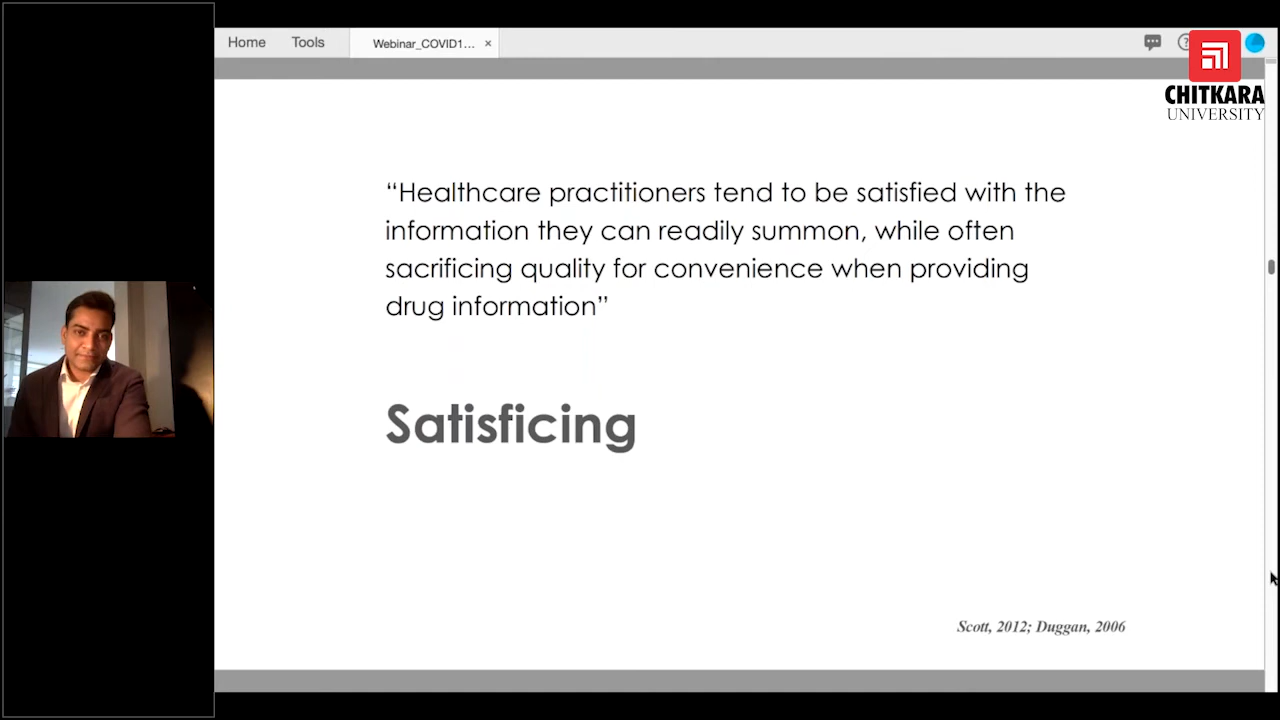 Home Tools Webinar_COVID1... ×
CHITKARA
UNIVERSITY
“Healthcare practitioners tend to be satisfied with the
information they can readily summon, while often
sacrificing quality for convenience when providing
drug information”
Satisficing
Scott, 2012; Duggan, 2006